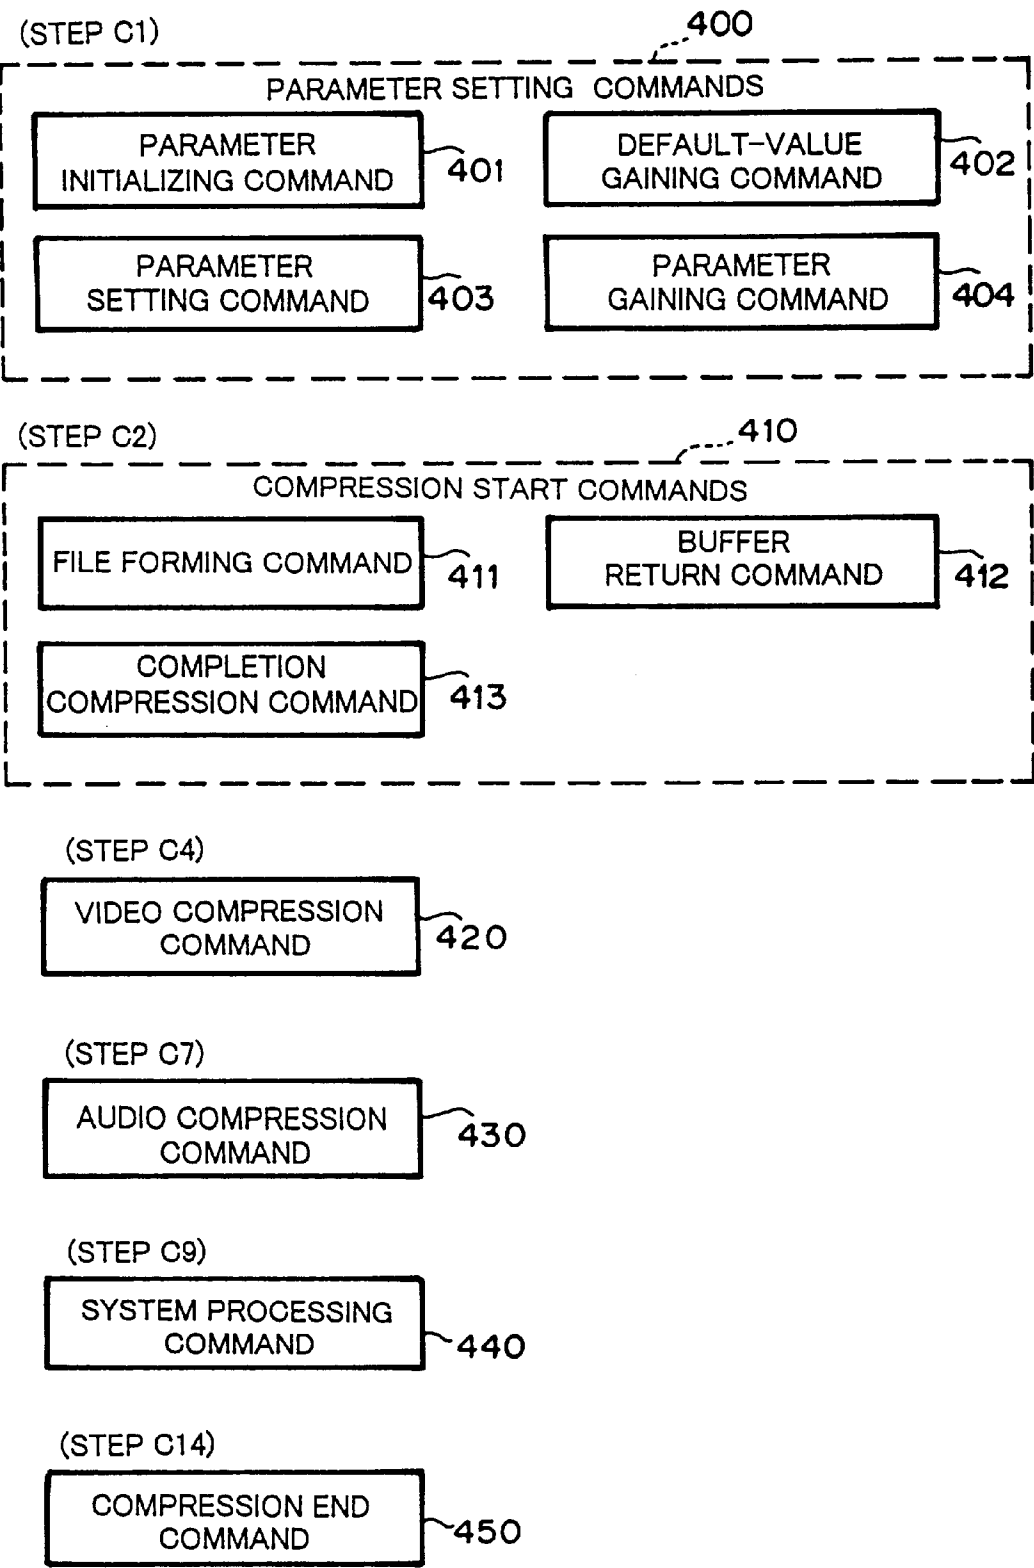 (STEP C1)
400
PARAMETER SETTING COMMANDS
PARAMETER
INITIALIZING COMMAND
401
DEFAULT-VALUE
GAINING COMMAND
402
PARAMETER
SETTING COMMAND
403
PARAMETER
GAINING COMMAND
404
(STEP C2)
410
COMPRESSION START COMMANDS
FILE FORMING COMMAND
411
BUFFER
RETURN COMMAND
412
COMPLETION
COMPRESSION COMMAND
413
(STEP C4)
VIDEO COMPRESSION
COMMAND
420
(STEP C7)
AUDIO COMPRESSION
COMMAND
430
(STEP C9)
SYSTEM PROCESSING
COMMAND
440
(STEP C14)
COMPRESSION END
COMMAND
450